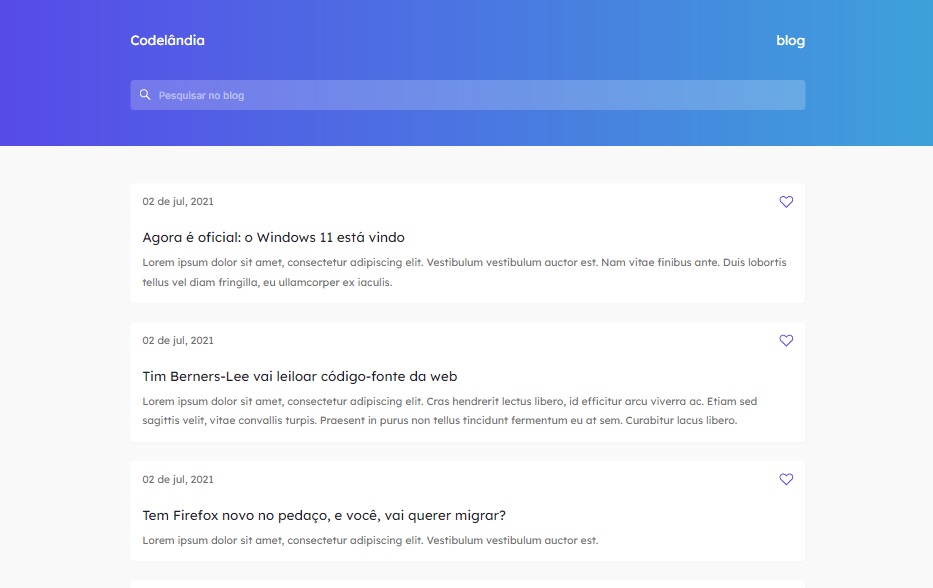 Codelândia
blog
Pesquisar no blog
02 de jul, 2021
Agora é oficial: o Windows 11 está vindo
Lorem ipsum dolor sit amet, consectetur adipiscing elit. Vestibulum vestibulum auctor est. Nam vitae finibus ante. Duis lobortis
tellus vel diam fringilla, eu ullamcorper ex iaculis.
02 de jul, 2021
Tim Berners-Lee vai leiloar código-fonte da web
Lorem ipsum dolor sit amet, consectetur adipiscing elit. Cras hendrerit lectus libero, id efficitur arcu viverra ac. Etiam sed
sagittis velit, vitae convallis turpis. Praesent in purus non tellus tincidunt fermentum eu at sem. Curabitur lacus libero.
02 de jul, 2021
Tem Firefox novo no pedaço, e você, vai querer migrar?
Lorem ipsum dolor sit amet, consectetur adipiscing elit. Vestibulum vestibulum auctor est.